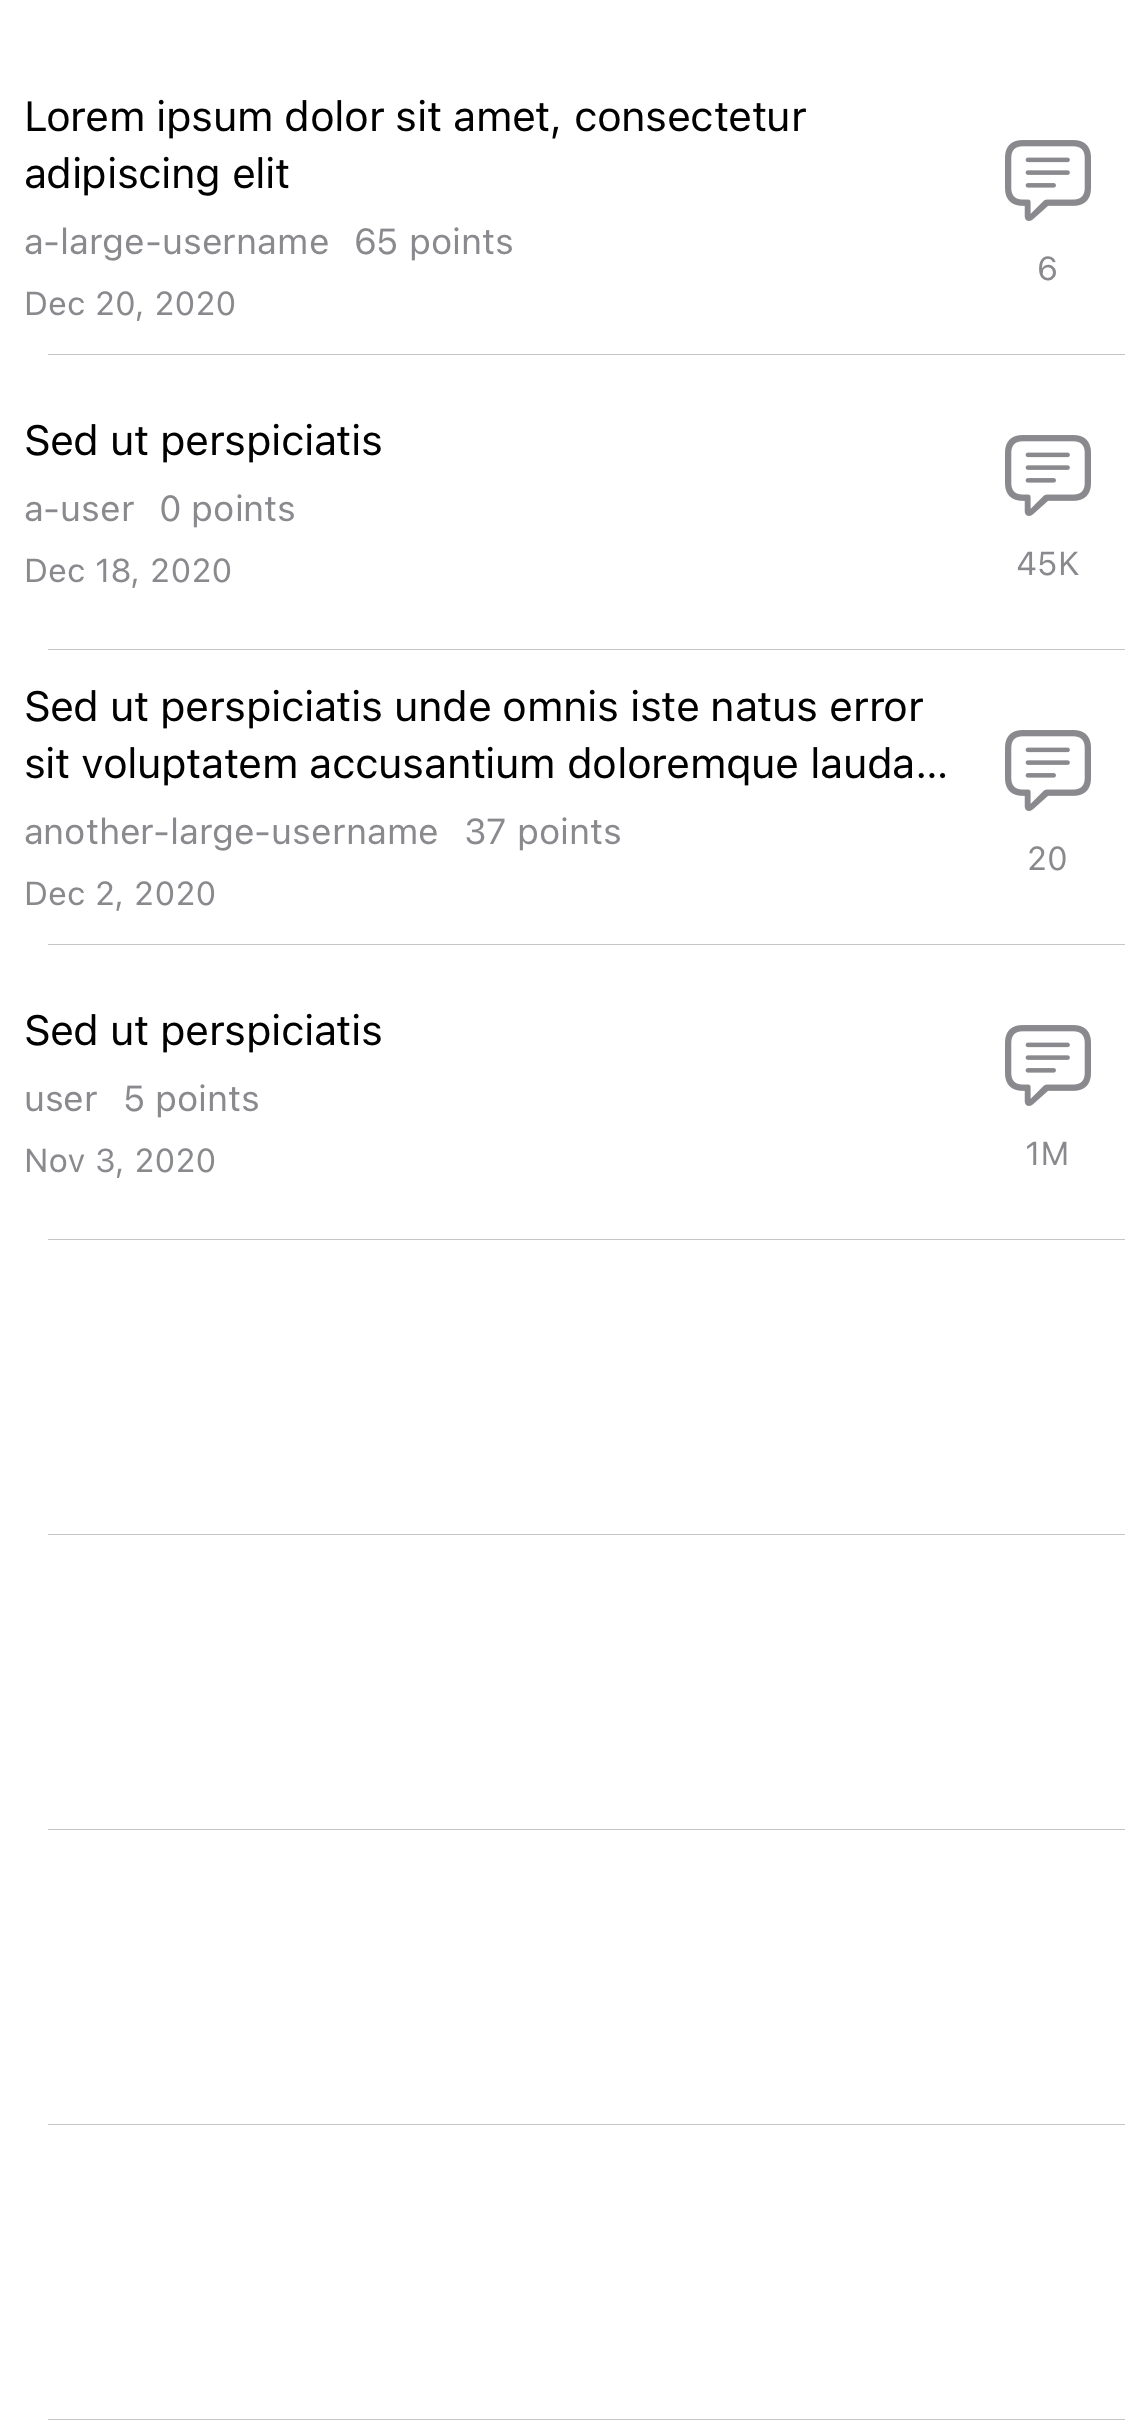 Lorem ipsum dolor sit amet, consectetur
adipiscing elit
a-large-username 65 points
6
Dec 20, 2020
Sed ut perspiciatis
a-user 0 points
Dec 18, 2020
45K
Sed ut perspiciatis unde omnis iste natus error
sit voluptatem accusantium doloremque lauda...
another-large-username 37 points
20
Dec 2, 2020
Sed ut perspiciatis
user 5 points
Nov 3, 2020
1M